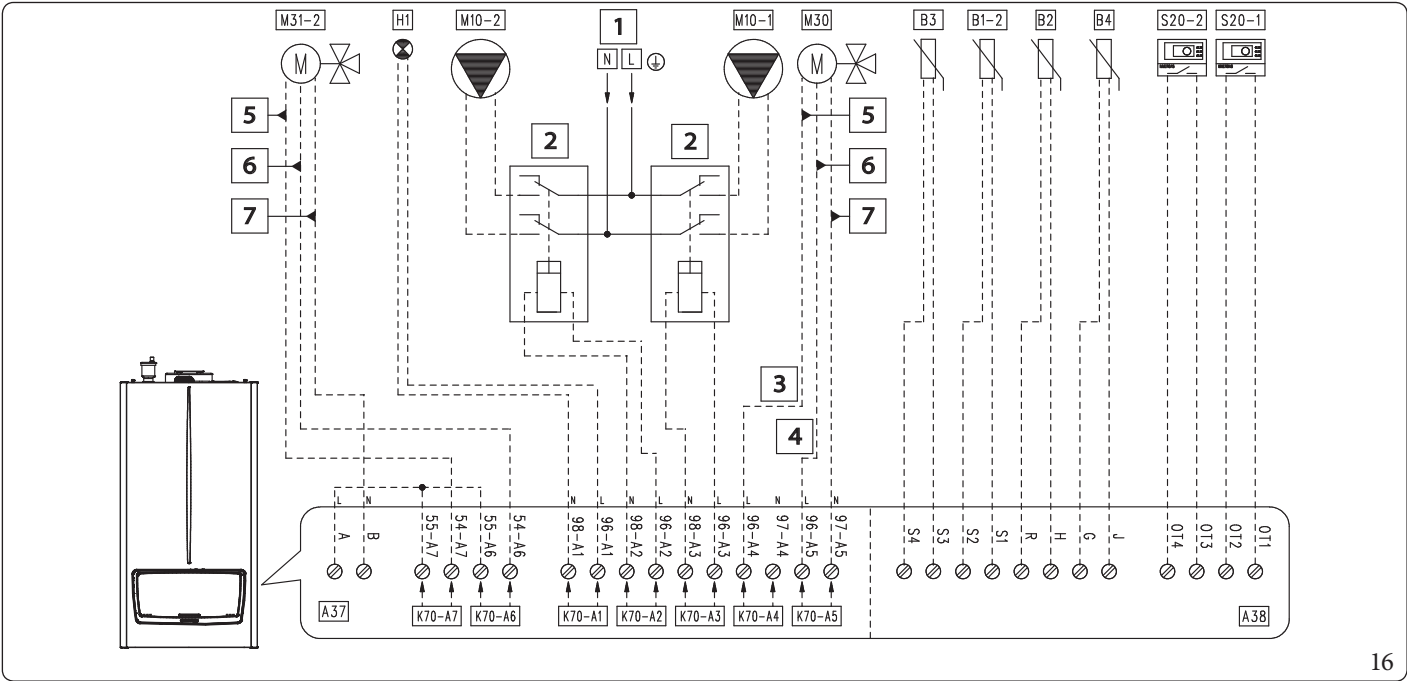 M31-2 H1 M10-2 1 M10-1 M30 B3 B1-2 B2 B4 S20-2 S20-1
N L
M M
5 5
2 2
6 6
7 7
3
4
L N N L N L N L L N L N
A B 55-A7 54-A7 55-A6 54-A6 98-A1 96-A1 98-A2 96-A2 98-A3 96-A3 96-A4 97-A4 96-A5 97-A5 S4 S3 S2 S1 R H G J OT4 OT3 OT2 OT1
A37 K70-A7 K70-A6 K70-A1 K70-A2 K70-A3 K70-A4 K70-A5 A38
16